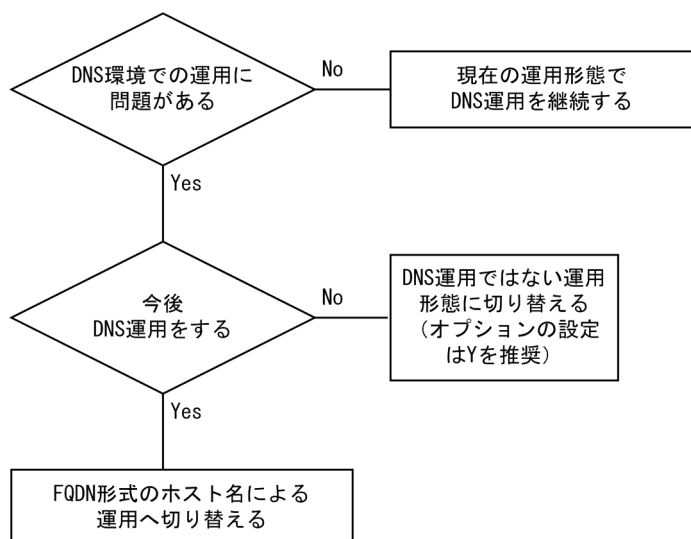 DNS環境での運用に
問題がある
No
現在の運用形態で
DNS運用を継続する
Yes
今後
DNS運用をする
No
DNS運用ではない運用
形態に切り替える
（オプションの設定
はYを推奨）
Yes
FQDN形式のホスト名による
運用へ切り替える